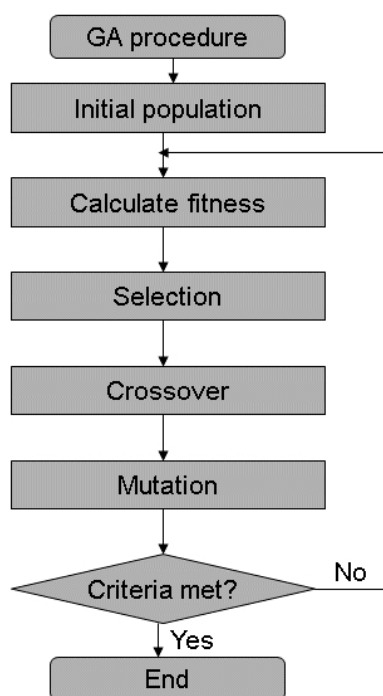 GA procedure
Initial population
Calculate fitness
Selection
Crossover
Mutation
Criteria met?
No
Yes
End